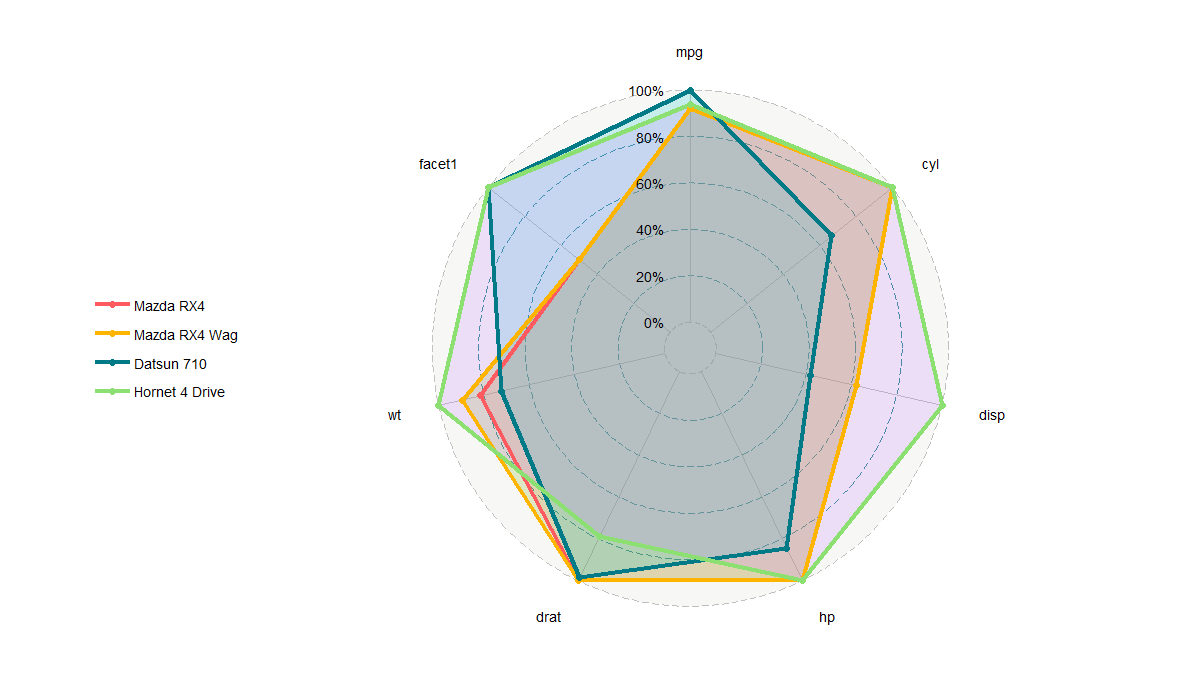 mpg
100%
80%
facet1
cyl
60%
40%
20%
Mazda RX4
0%
Mazda RX4 Wag
Datsun 710
Hornet 4 Drive
wt
disp
drat
hp